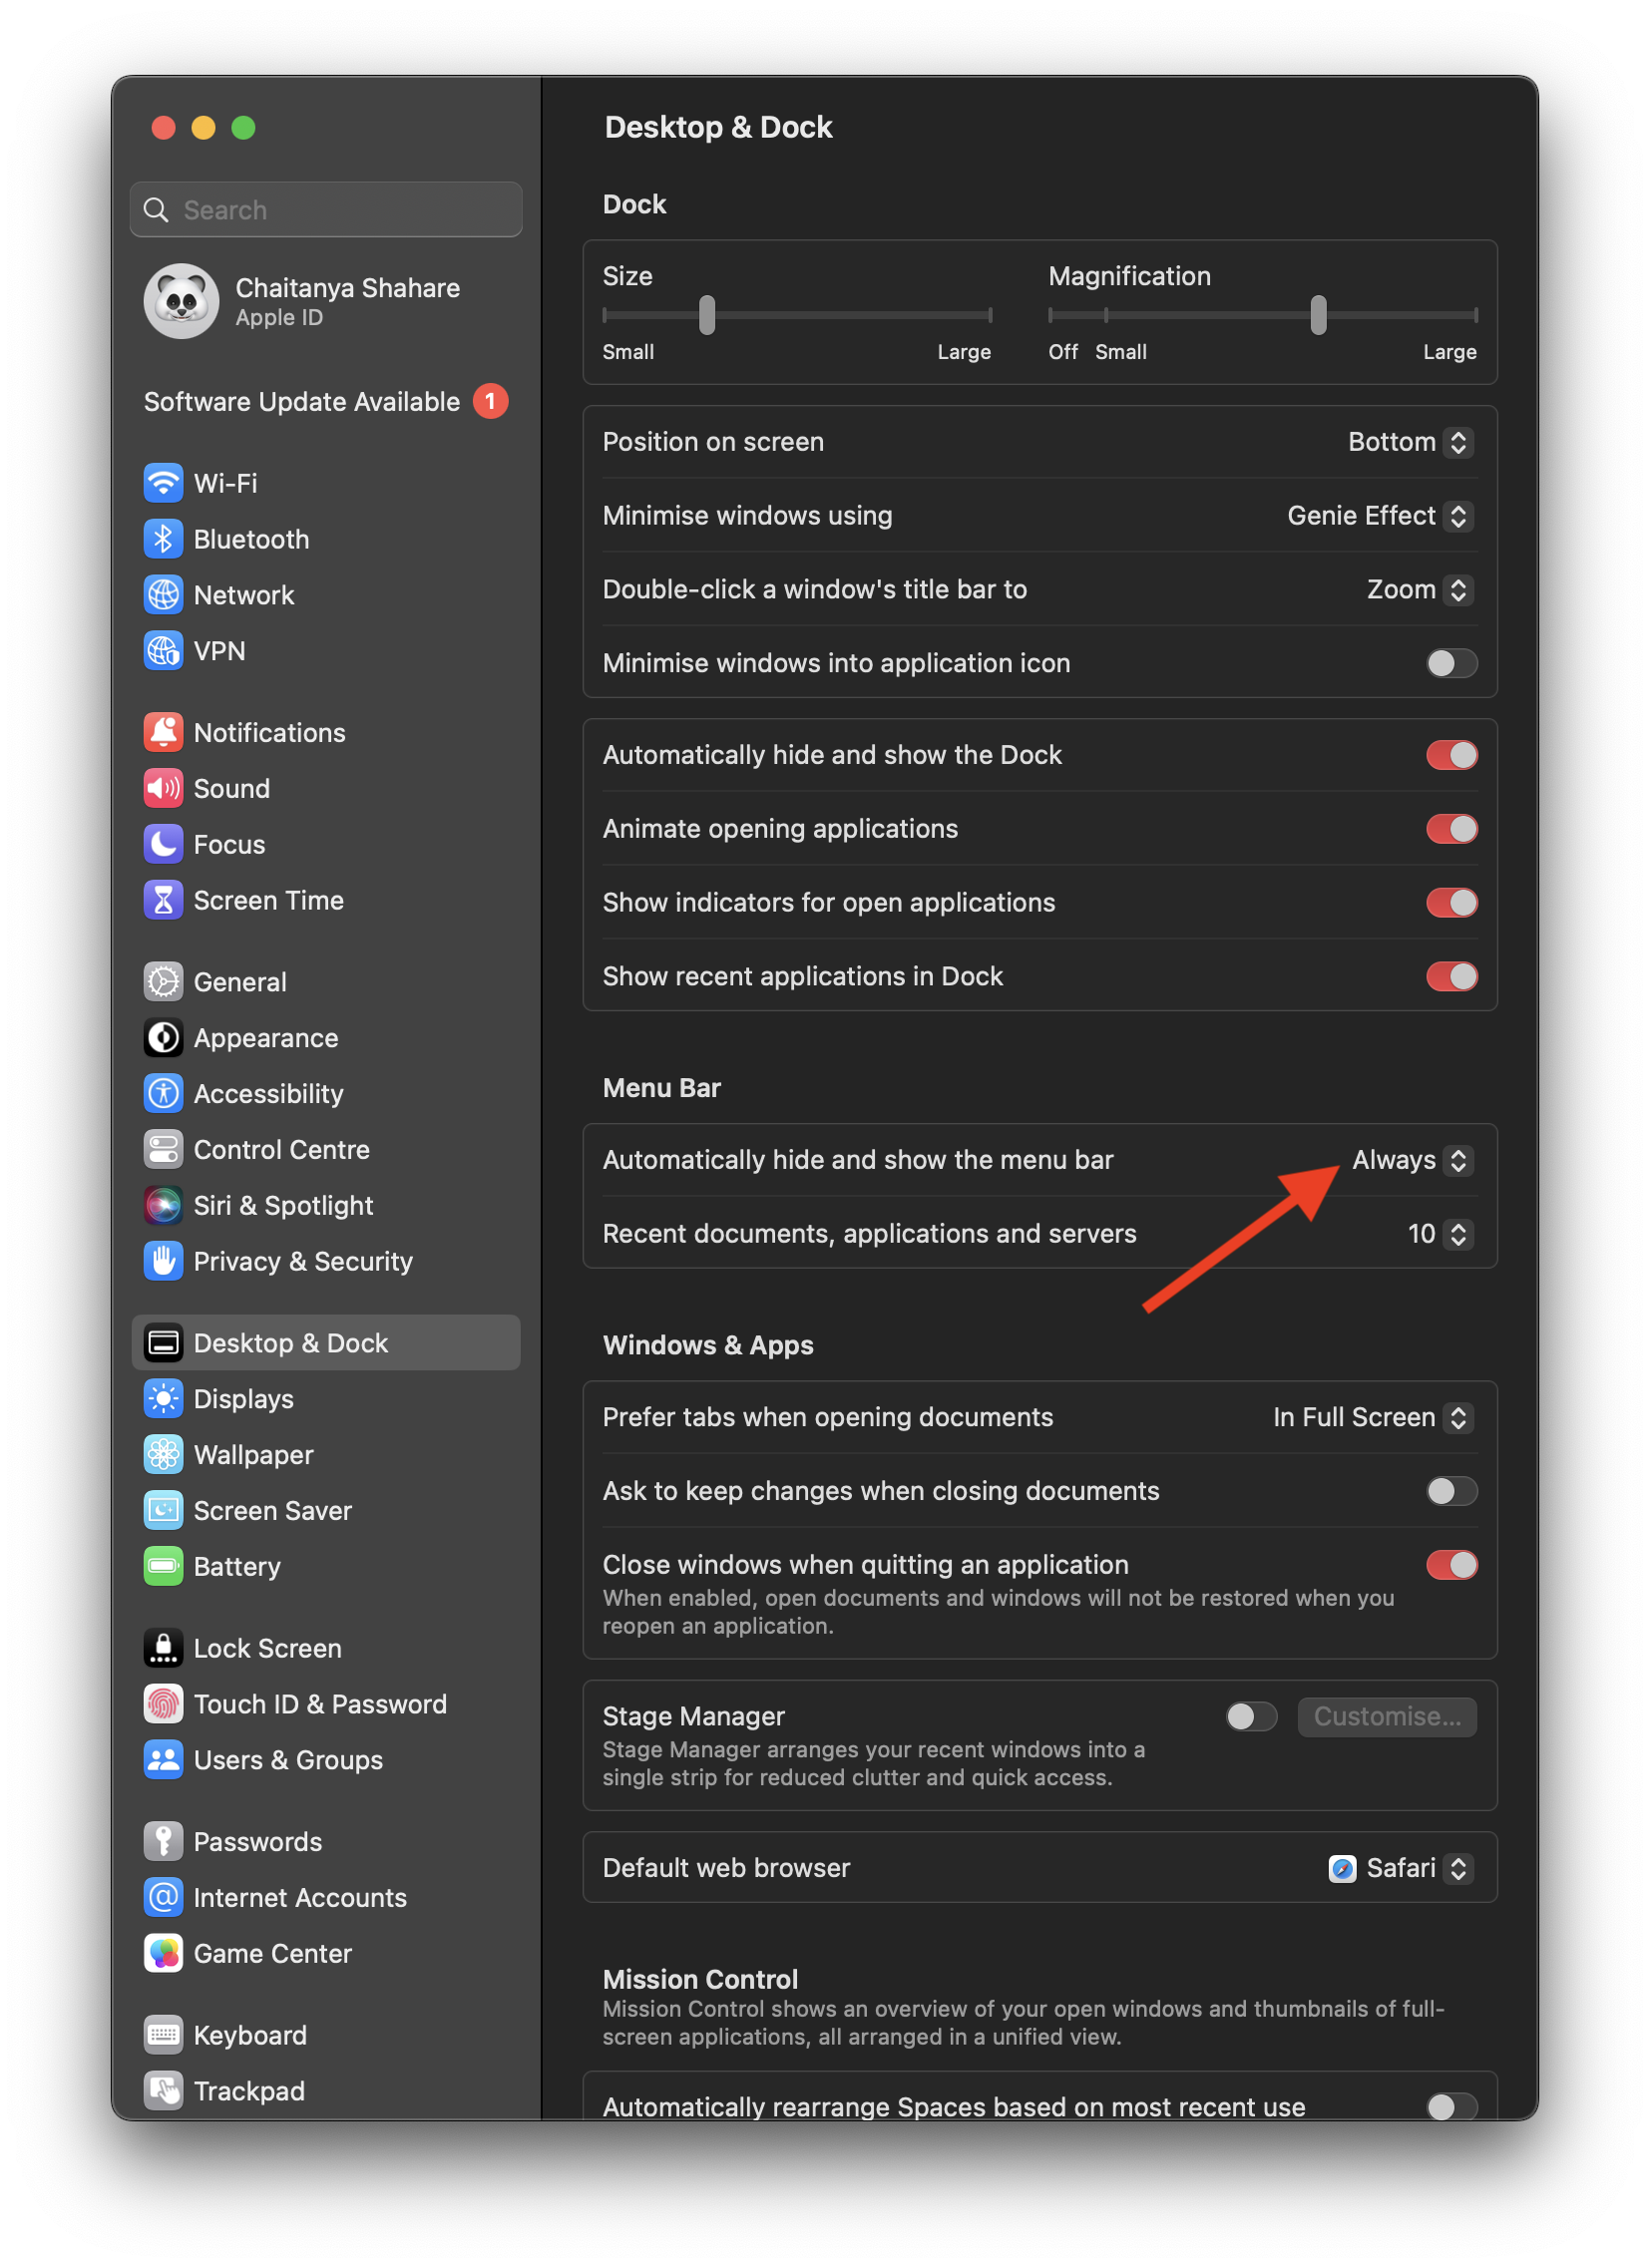 Search
Chaitanya Shahare
Apple ID
Software Update Available 1
Wi-Fi
Bluetooth
Network
VPN
Notifications
Sound
Focus
Screen Time
General
Appearance
Accessibility
Control Centre
Siri & Spotlight
Privacy & Security
Desktop & Dock
Displays
Wallpaper
Screen Saver
Battery
Lock Screen
Touch ID & Password
Users & Groups
Passwords
Internet Accounts
Game Center
Keyboard
Trackpad
Desktop & Dock
Dock
Size
Small Large
Magnification
Off Small Large
Position on screen Bottom
Minimise windows using Genie Effect
Double-click a window's title bar to Zoom
Minimise windows into application icon
Automatically hide and show the Dock
Animate opening applications
Show indicators for open applications
Show recent applications in Dock
Menu Bar
Automatically hide and show the menu bar Always
Recent documents, applications and servers 10
Windows & Apps
Prefer tabs when opening documents In Full Screen
Ask to keep changes when closing documents
Close windows when quitting an application
When enabled, open documents and windows will not be restored when you
reopen an application.
Stage Manager Customise...
Stage Manager arranges your recent windows into a
single strip for reduced clutter and quick access.
Default web browser Safari
Mission Control
Mission Control shows an overview of your open windows and thumbnails of full-
screen applications, all arranged in a unified view.
Automatically rearrange Spaces based on most recent use